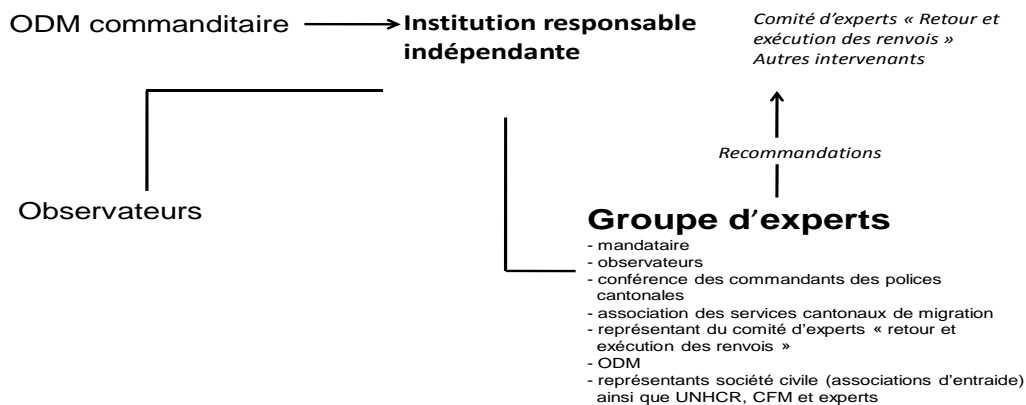 ODM commanditaire
Institution responsable
indépendante
Comité d’experts « Retour et
exécution des renvois »
Autres intervenants
Recommandations
Observateurs
Groupe d’experts
- mandataire
- observateurs
- conférence des commandants des polices
cantonales
- association des services cantonaux de migration
- représentant du comité d’experts « retour et
exécution des renvois »
- ODM
- représentants société civile (associations d’entraide)
ainsi que UNHCR, CFM et experts